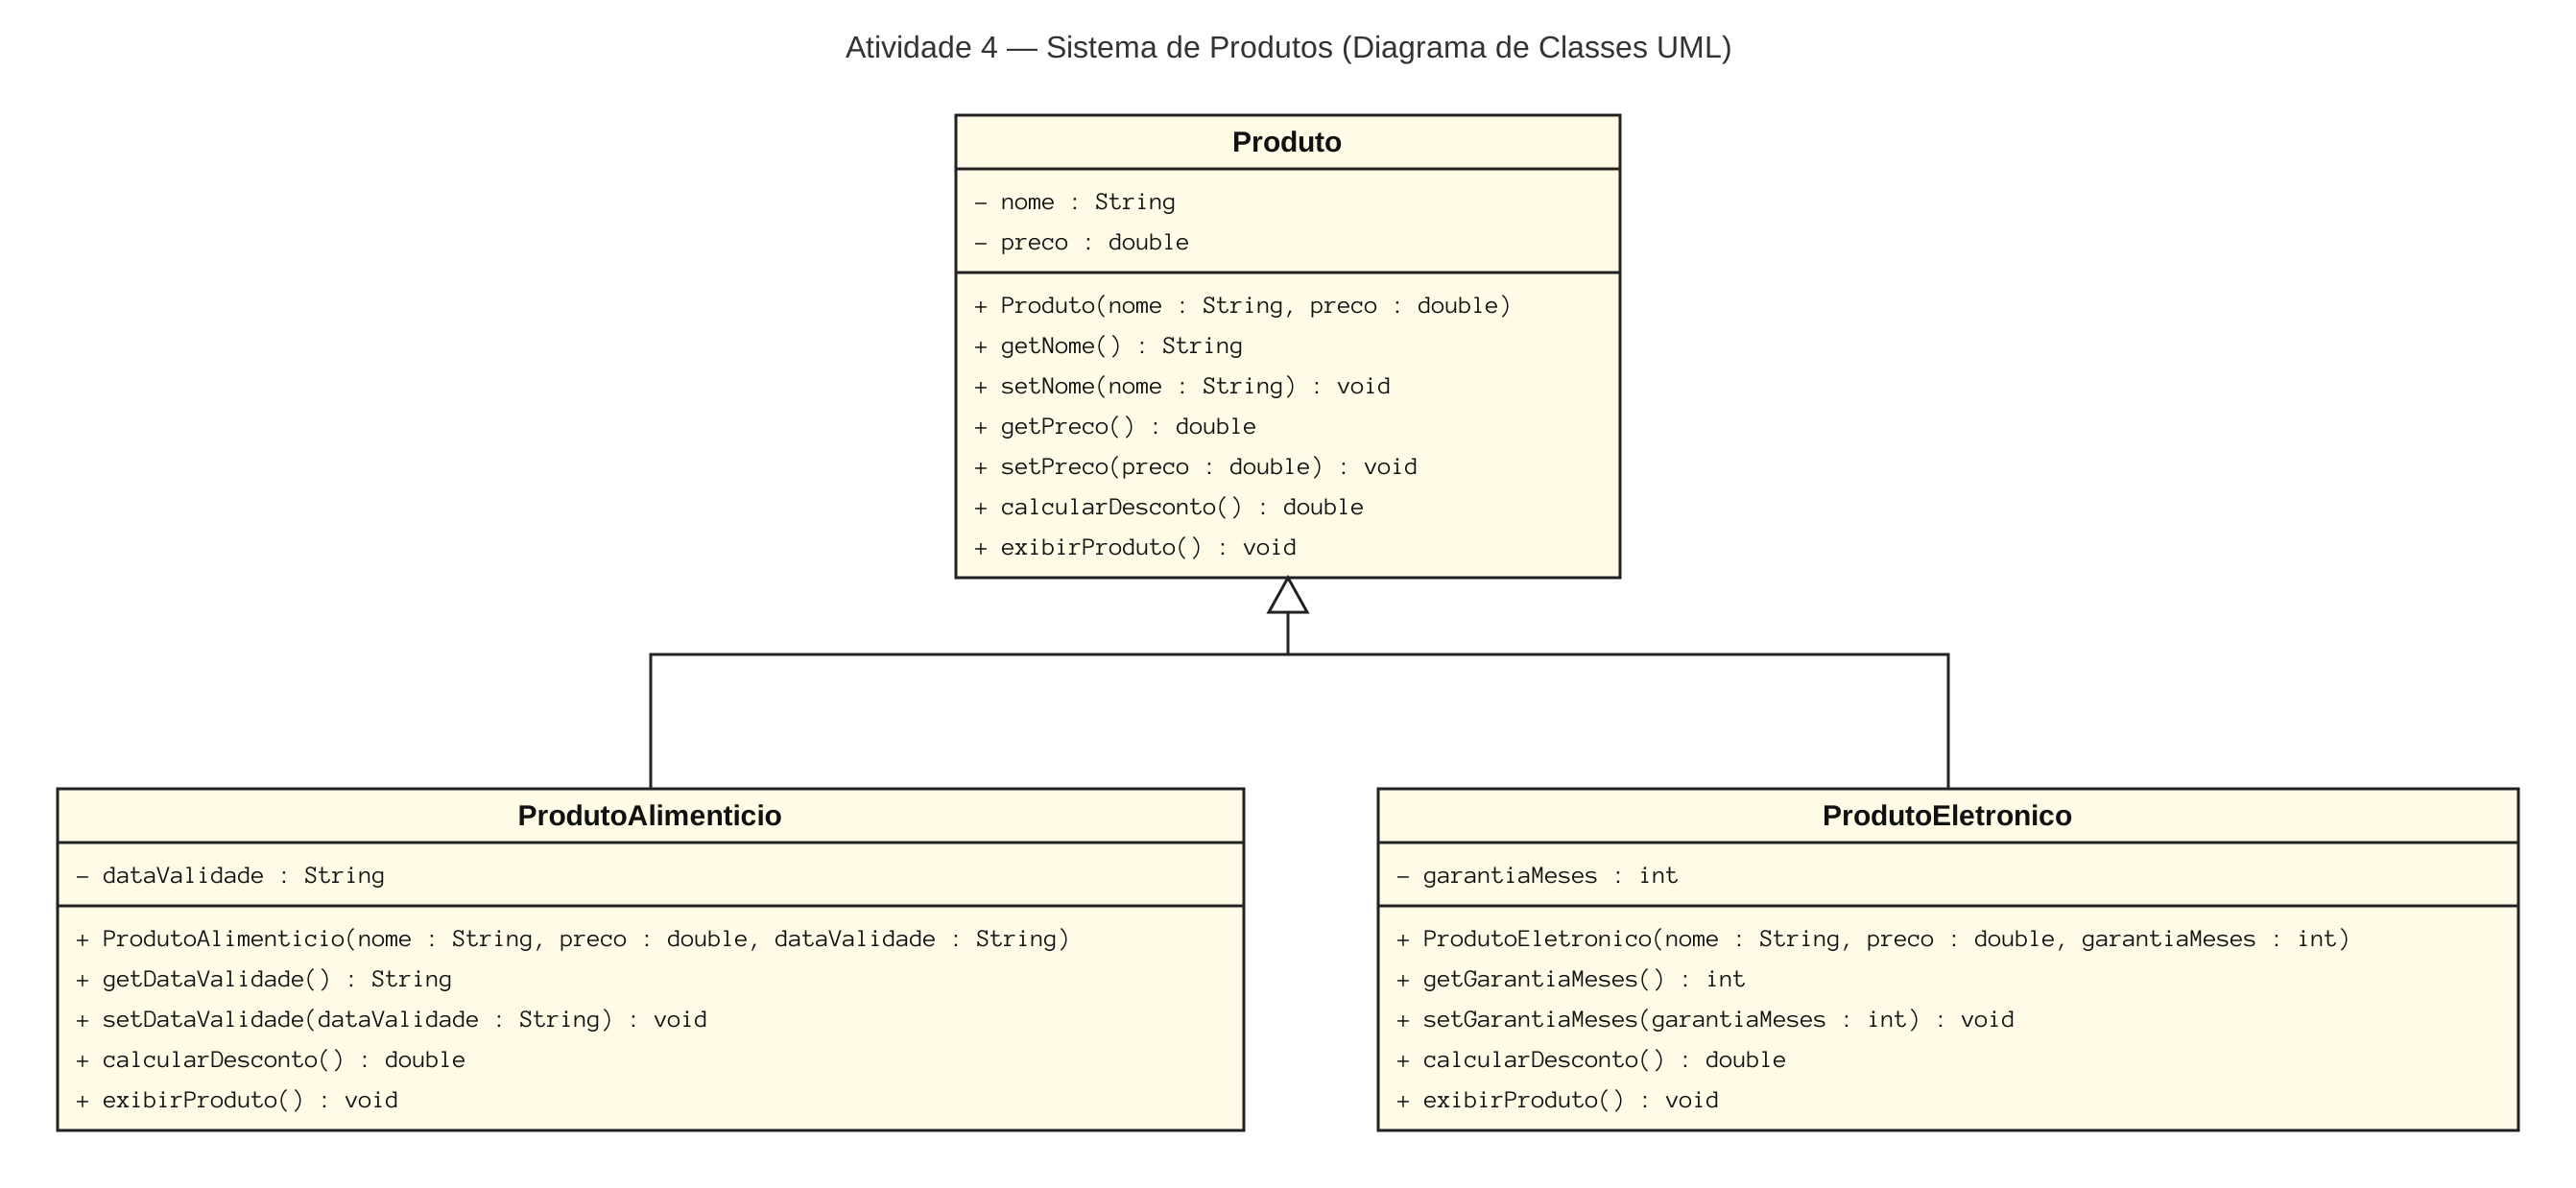 Atividade 4 — Sistema de Produtos (Diagrama de Classes UML)
Produto
– nome : String
– preco : double
+ Produto(nome : String, preco : double)
+ getNome() : String
+ setNome(nome : String) : void
+ getPreco() : double
+ setPreco(preco : double) : void
+ calcularDesconto() : double
+ exibirProduto() : void
ProdutoAlimenticio
– dataValidade : String
+ ProdutoAlimenticio(nome : String, preco : double, dataValidade : String)
+ getDataValidade() : String
+ setDataValidade(dataValidade : String) : void
+ calcularDesconto() : double
+ exibirProduto() : void
ProdutoEletronico
– garantiaMeses : int
+ ProdutoEletronico(nome : String, preco : double, garantiaMeses : int)
+ getGarantiaMeses() : int
+ setGarantiaMeses(garantiaMeses : int) : void
+ calcularDesconto() : double
+ exibirProduto() : void